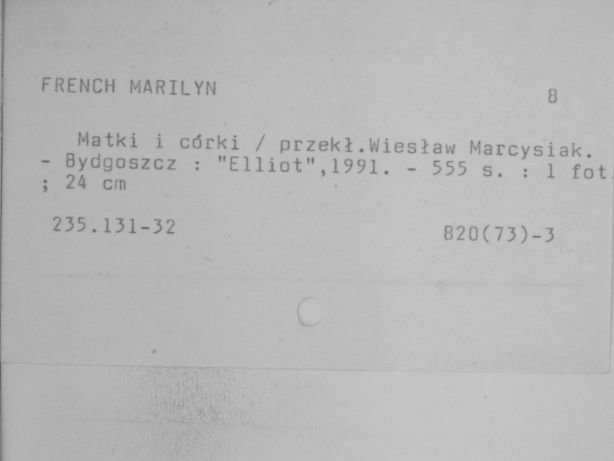 FRENCH MARILYN
8
Matki i córki / przekł.Wiesław Marcysiak.
- Bydgoszcz : "Elliot",1991. - 555 s. : 1 fot.
; 24 cm
235.131-32
820(73)-3